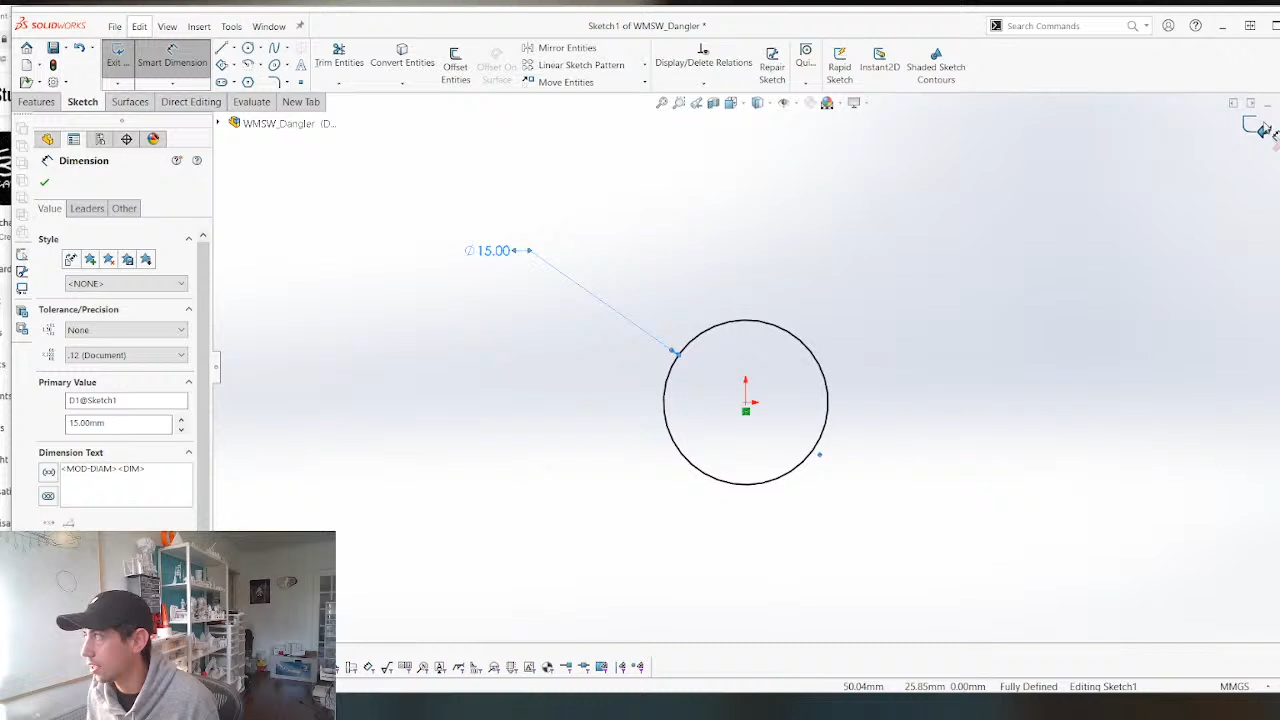 SOLIDWORKS File Edit View Insert Tools Window Sketch1 of WMSW_Dangler * Search Commands
Exit ... Smart Dimension Trim Entities Convert Entities Offset Entities Offset On Surface Mirror Entities Linear Sketch Pattern Move Entities Display/Delete Relations Repair Sketch Qui... Rapid Sketch Instant2D Shaded Sketch Contours
Features Sketch Surfaces Direct Editing Evaluate New Tab
WMSW_Dangler (D...
Dimension
Value Leaders Other
Style
<NONE>
Tolerance/Precision
None
.12 (Document)
Primary Value
D1@Sketch1
15.00mm
Dimension Text
<MOD-DIAM><DIM>
∅15.00
50.04mm 25.85mm 0.00mm Fully Defined Editing Sketch1 MMGS